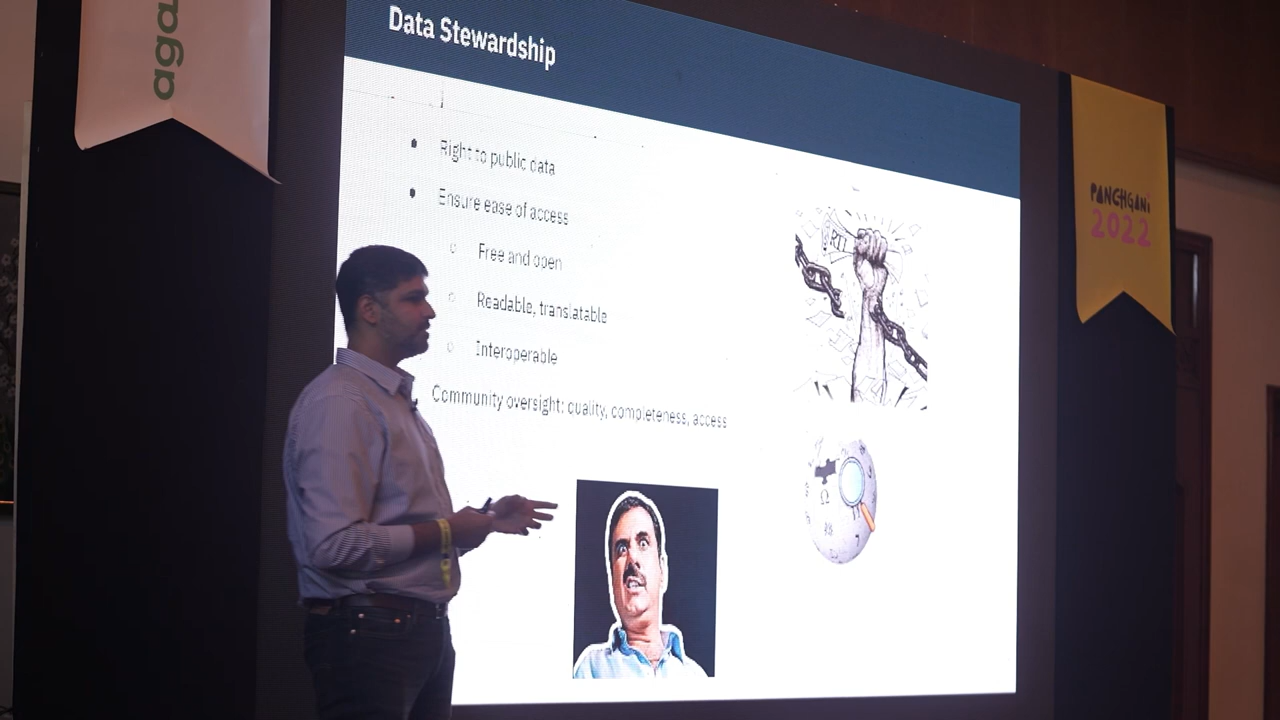 aga
Data Stewardship
Right to public data
Ensure ease of access
Free and open
Readable, translatable
Interoperable
Community oversight: quality, completeness, access
RTI
Ω
PANCHGANi
2022